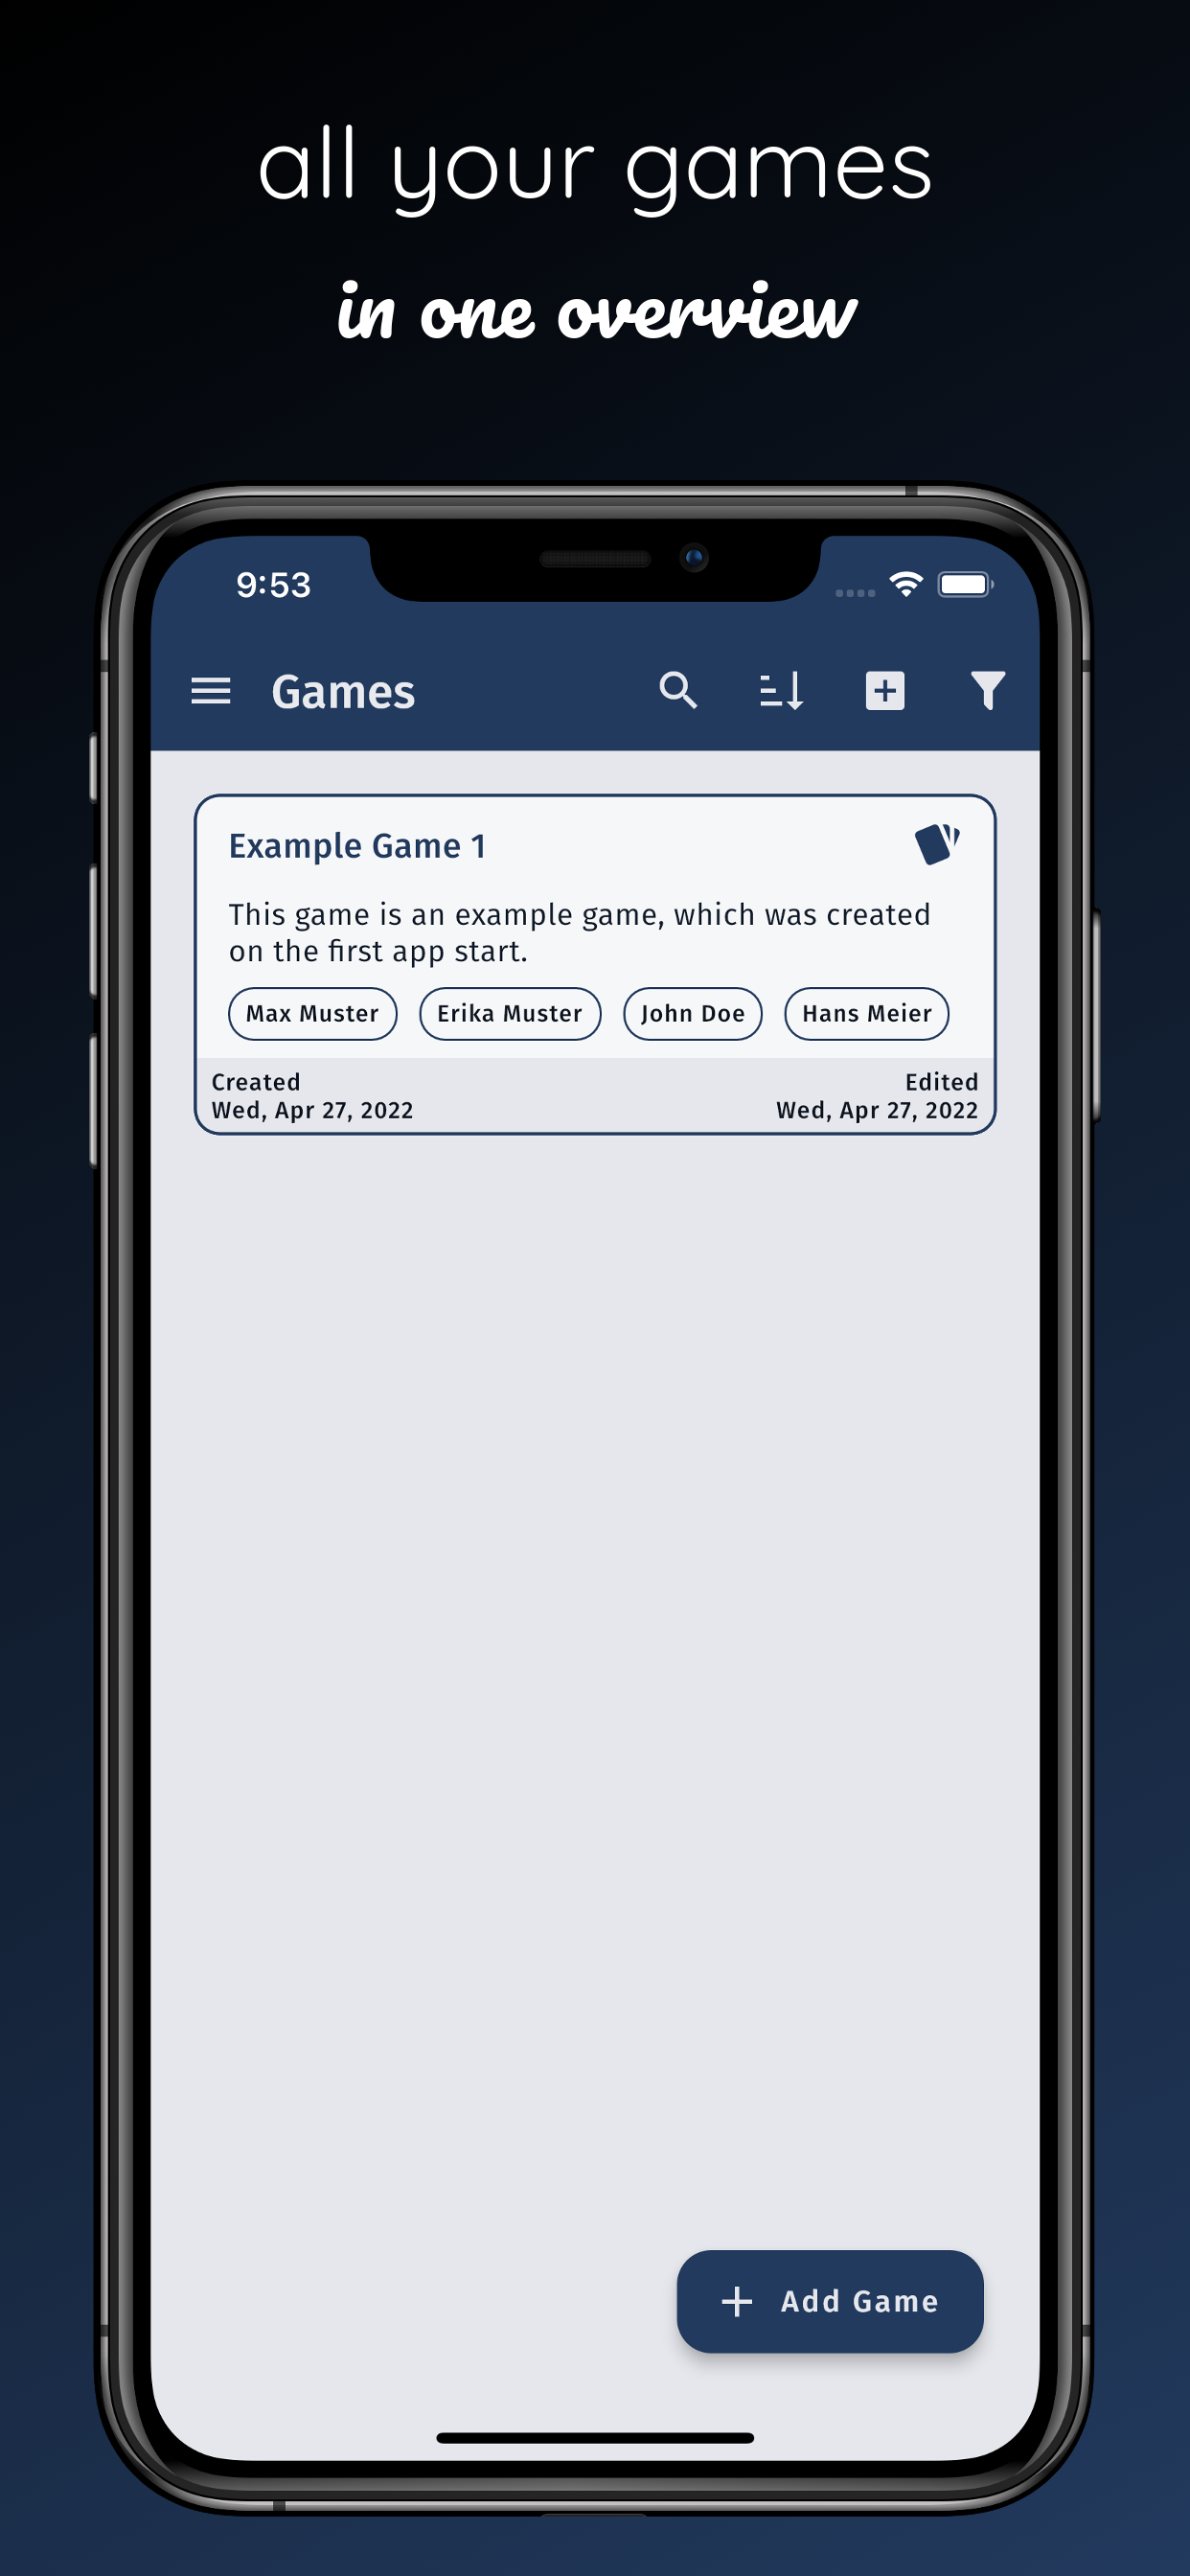 all your games
in one overview
9:53
Games
Example Game 1
This game is an example game, which was created
on the first app start.
Max Muster Erika Muster John Doe Hans Meier
Created Edited
Wed, Apr 27, 2022 Wed, Apr 27, 2022
Add Game